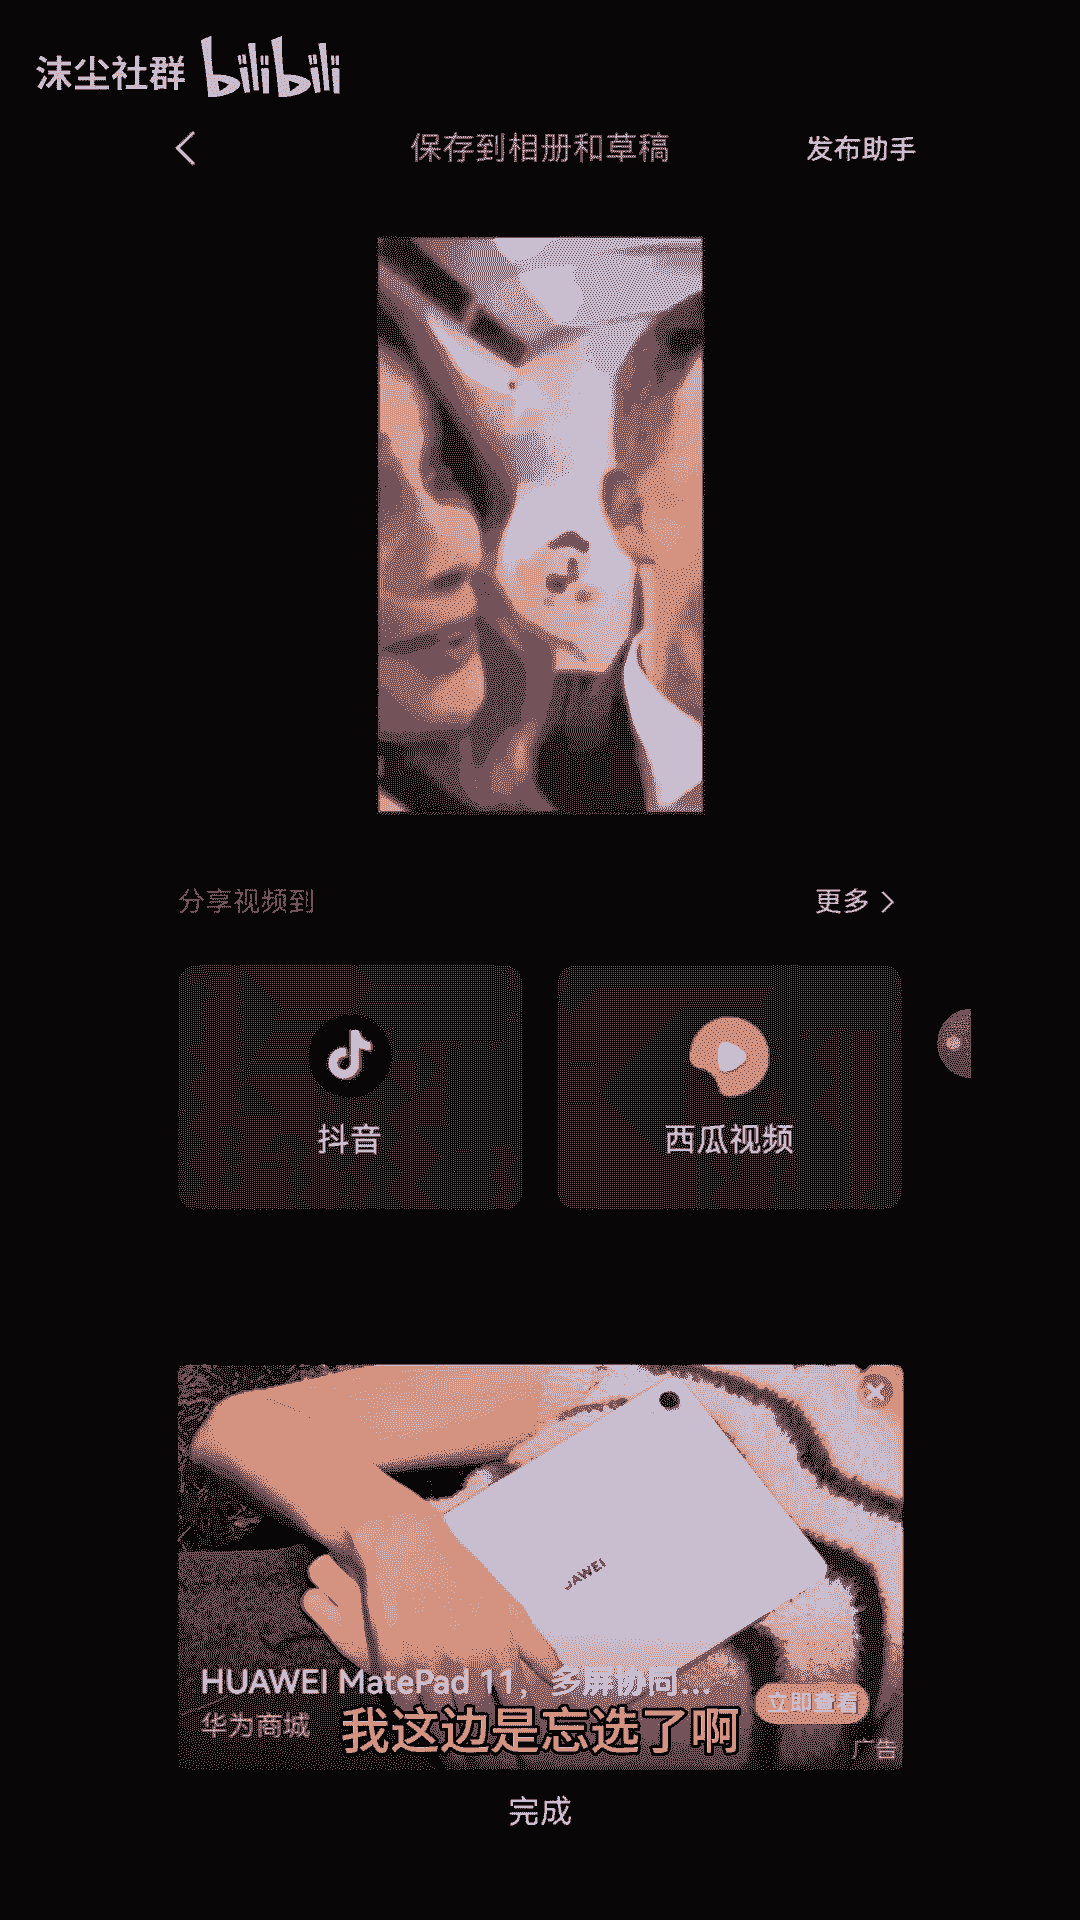 沫尘社群 bilibili
保存到相册和草稿
发布助手
分享视频到
更多
抖音
西瓜视频
HUAWEI MatePad 11，多屏协同...
立即查看
华为商城
我这边是忘选了啊
广告
完成